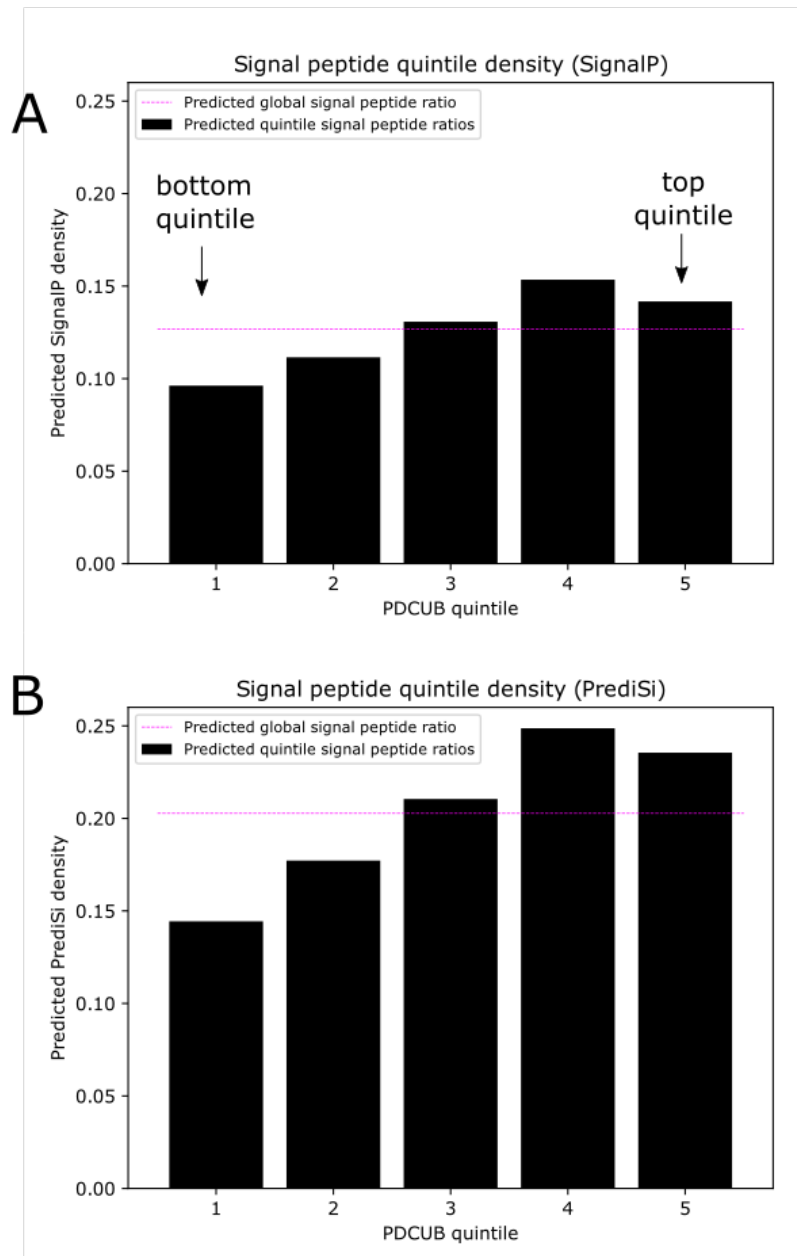 A
Signal peptide quintile density (SignalP)
Predicted global signal peptide ratio
Predicted quintile signal peptide ratios
bottom
quintile
top
quintile
Predicted SignalP density
0.25
0.20
0.15
0.10
0.05
0.00
1 2 3 4 5
PDCUB quintile
B
Signal peptide quintile density (PrediSi)
Predicted global signal peptide ratio
Predicted quintile signal peptide ratios
Predicted PrediSi density
0.25
0.20
0.15
0.10
0.05
0.00
1 2 3 4 5
PDCUB quintile